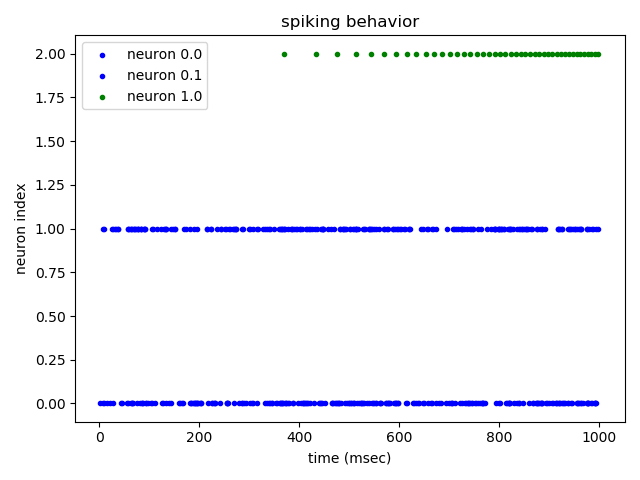 spiking behavior
neuron 0.0
neuron 0.1
neuron 1.0
2.00
1.75
1.50
1.25
1.00
0.75
0.50
0.25
0.00
neuron index
0 200 400 600 800 1000
time (msec)